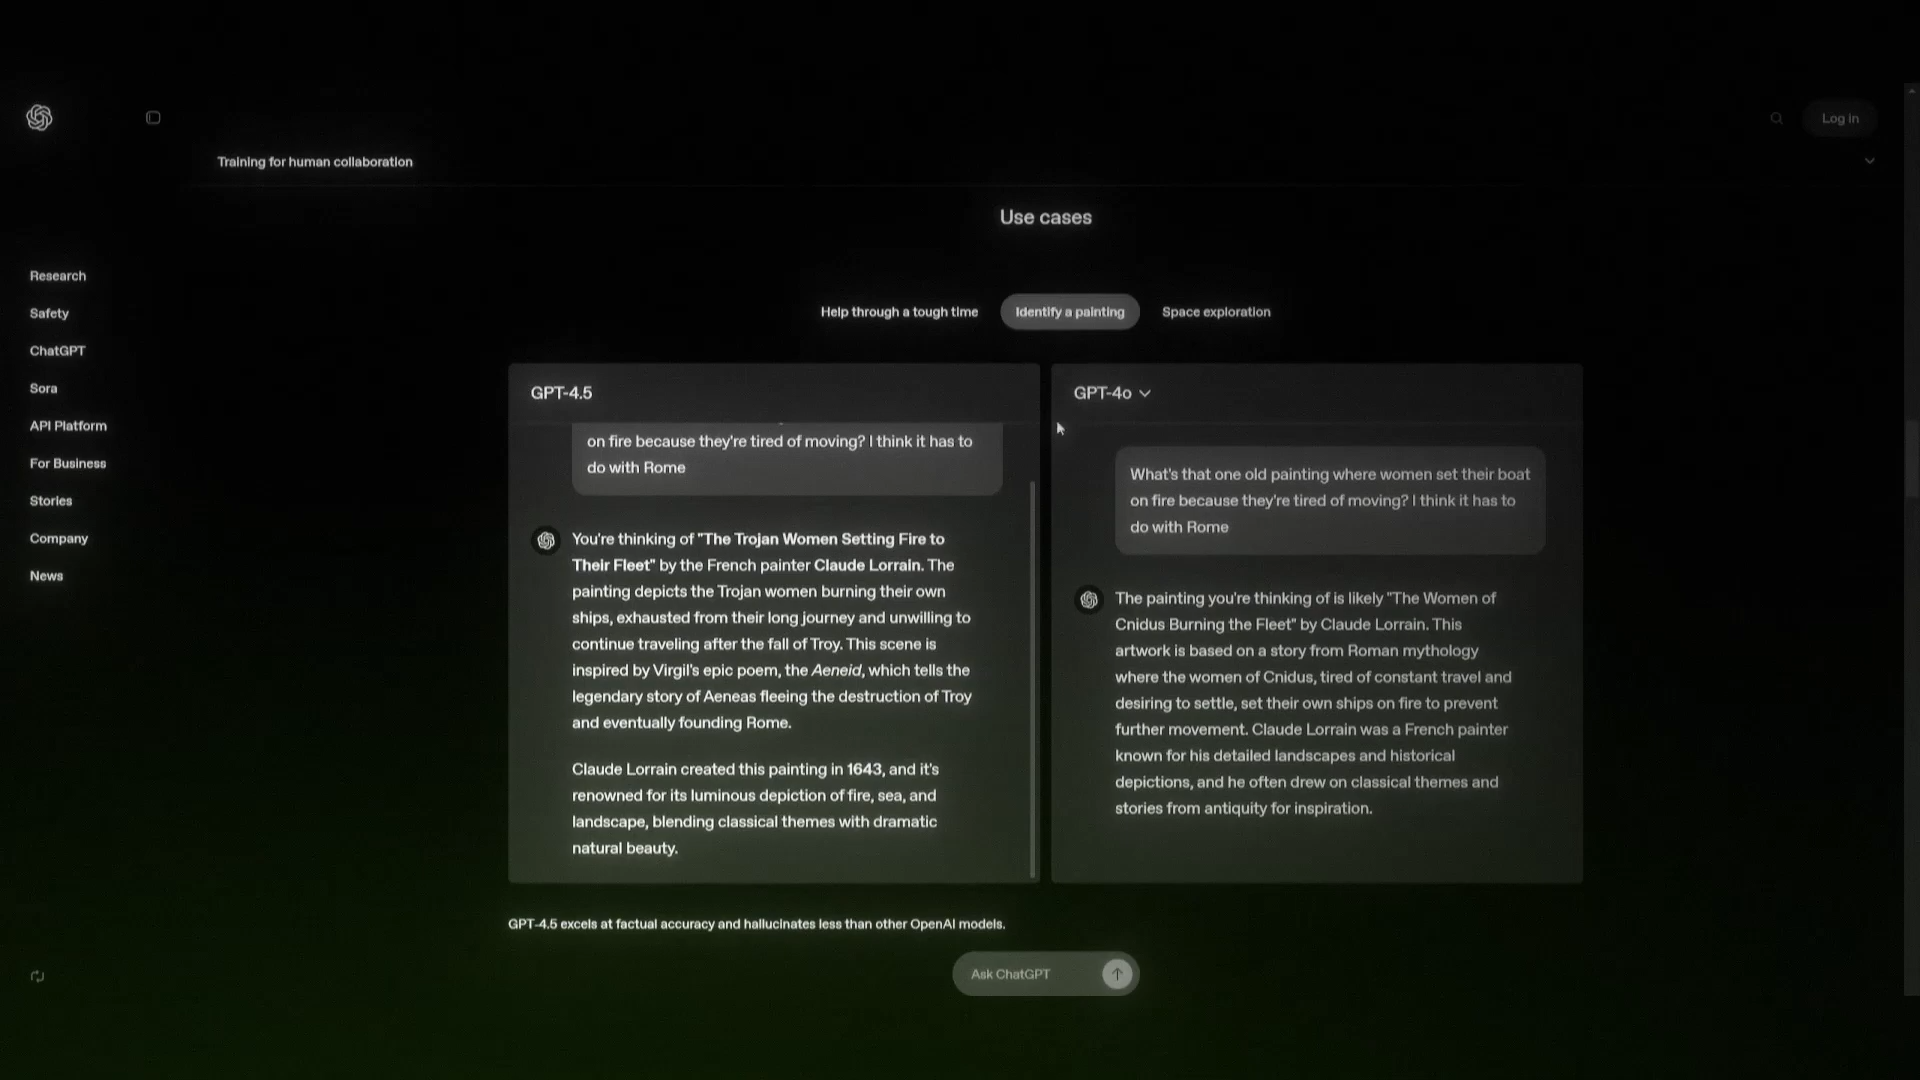 Log in
Training for human collaboration
Use cases
Research
Safety
ChatGPT
Sora
API Platform
For Business
Stories
Company
News
Help through a tough time
Identify a painting
Space exploration
GPT-4.5
on fire because they're tired of moving? I think it has to
do with Rome
You're thinking of "The Trojan Women Setting Fire to
Their Fleet" by the French painter Claude Lorrain. The
painting depicts the Trojan women burning their own
ships, exhausted from their long journey and unwilling to
continue traveling after the fall of Troy. This scene is
inspired by Virgil's epic poem, the Aeneid, which tells the
legendary story of Aeneas fleeing the destruction of Troy
and eventually founding Rome.
Claude Lorrain created this painting in 1643, and it's
renowned for its luminous depiction of fire, sea, and
landscape, blending classical themes with dramatic
natural beauty.
GPT-4o
What's that one old painting where women set their boat
on fire because they're tired of moving? I think it has to
do with Rome
The painting you're thinking of is likely "The Women of
Cnidus Burning the Fleet" by Claude Lorrain. This
artwork is based on a story from Roman mythology
where the women of Cnidus, tired of constant travel and
desiring to settle, set their own ships on fire to prevent
further movement. Claude Lorrain was a French painter
known for his detailed landscapes and historical
depictions, and he often drew on classical themes and
stories from antiquity for inspiration.
GPT-4.5 excels at factual accuracy and hallucinates less than other OpenAI models.
Ask ChatGPT